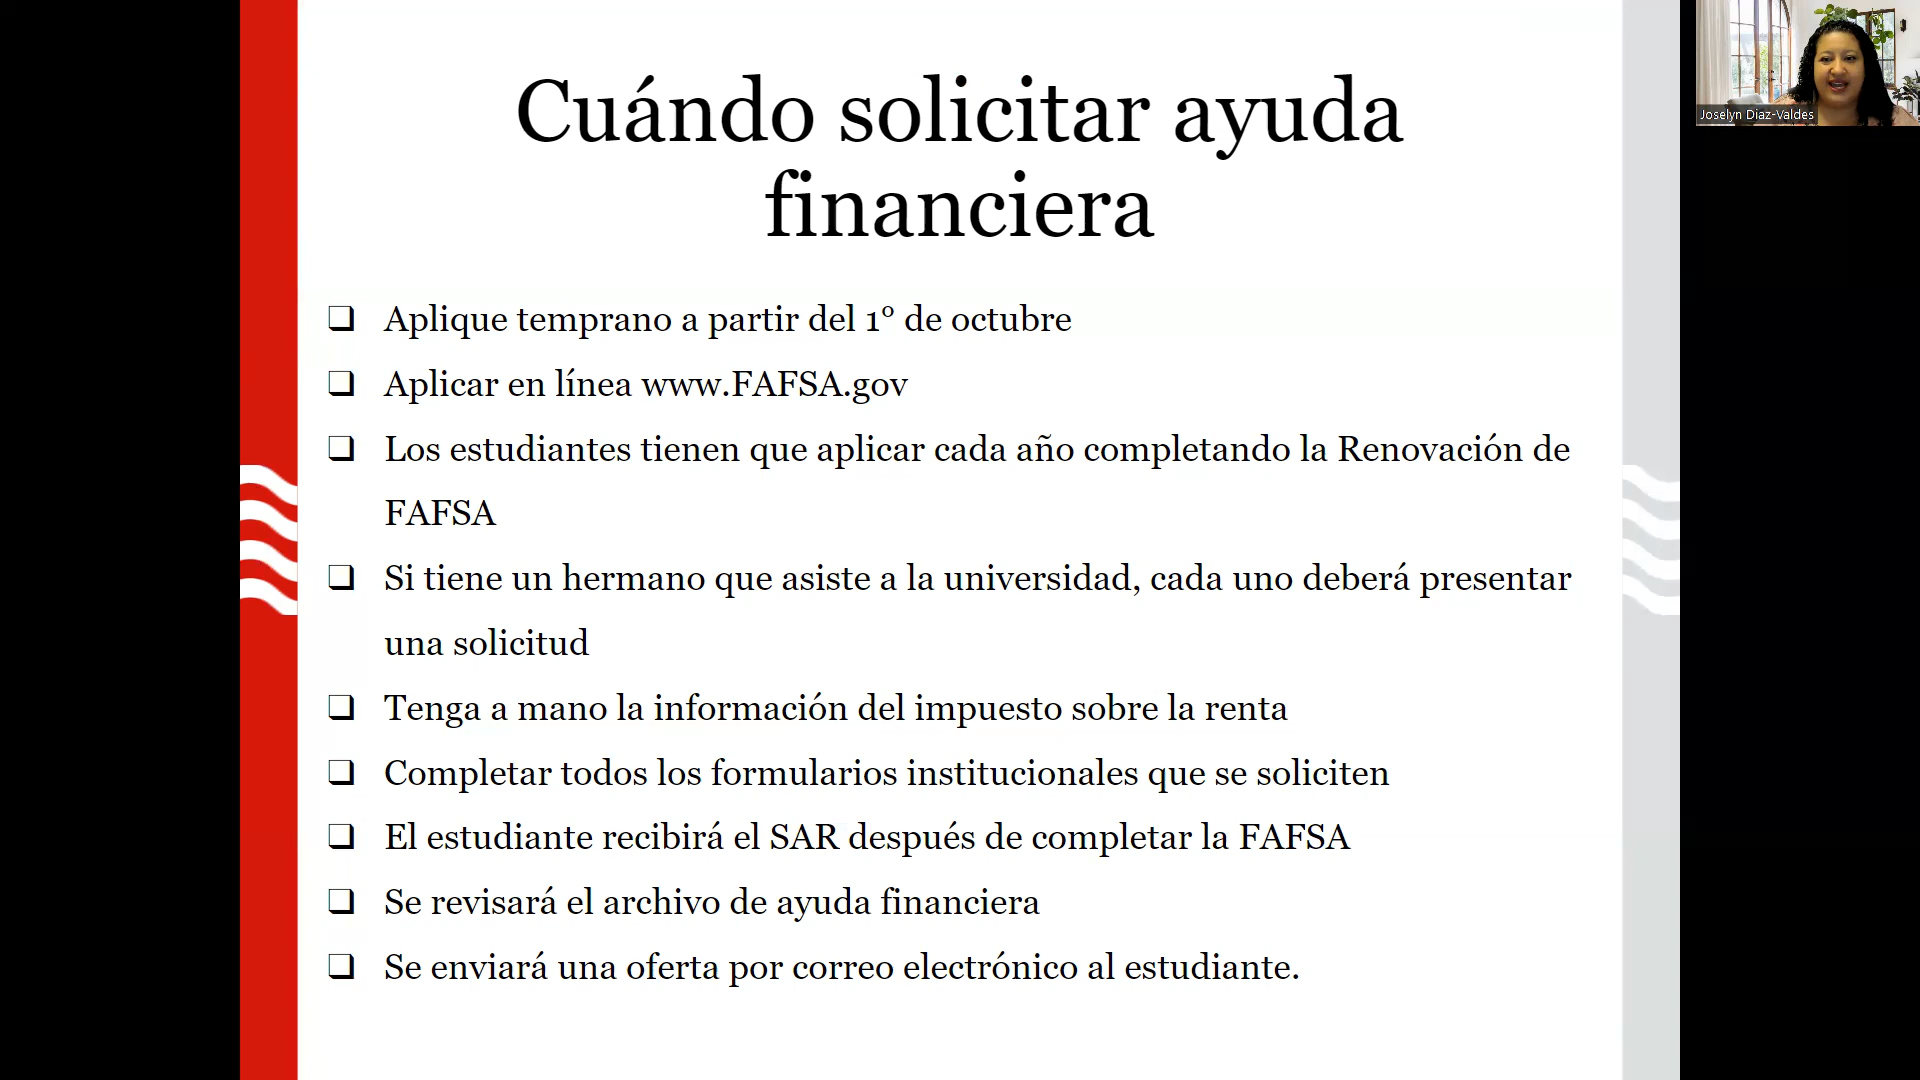 Cuándo solicitar ayuda
financiera
❑ Aplique temprano a partir del 1° de octubre
❑ Aplicar en línea www.FAFSA.gov
❑ Los estudiantes tienen que aplicar cada año completando la Renovación de
FAFSA
❑ Si tiene un hermano que asiste a la universidad, cada uno deberá presentar
una solicitud
❑ Tenga a mano la información del impuesto sobre la renta
❑ Completar todos los formularios institucionales que se soliciten
❑ El estudiante recibirá el SAR después de completar la FAFSA
❑ Se revisará el archivo de ayuda financiera
❑ Se enviará una oferta por correo electrónico al estudiante.
Joselyn Diaz-Valdes